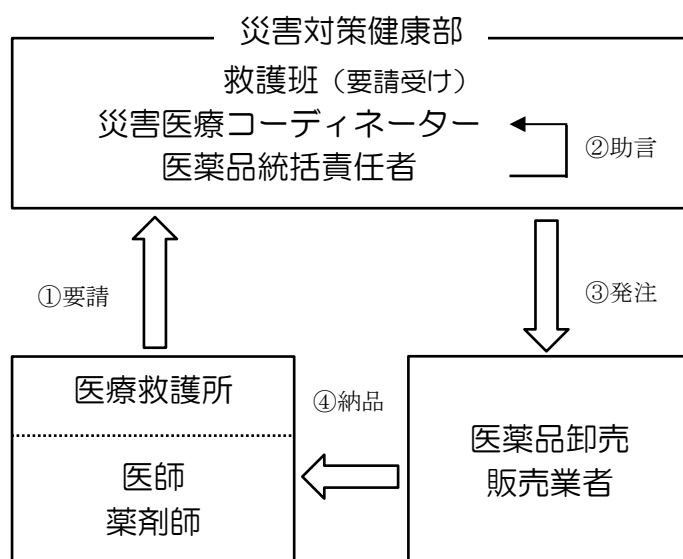 災害対策健康部
救護班（要請受け）
災害医療コーディネーター
医薬品統括責任者
②助言
①要請
③発注
医療救護所
④納品
医師
薬剤師
医薬品卸売
販売業者